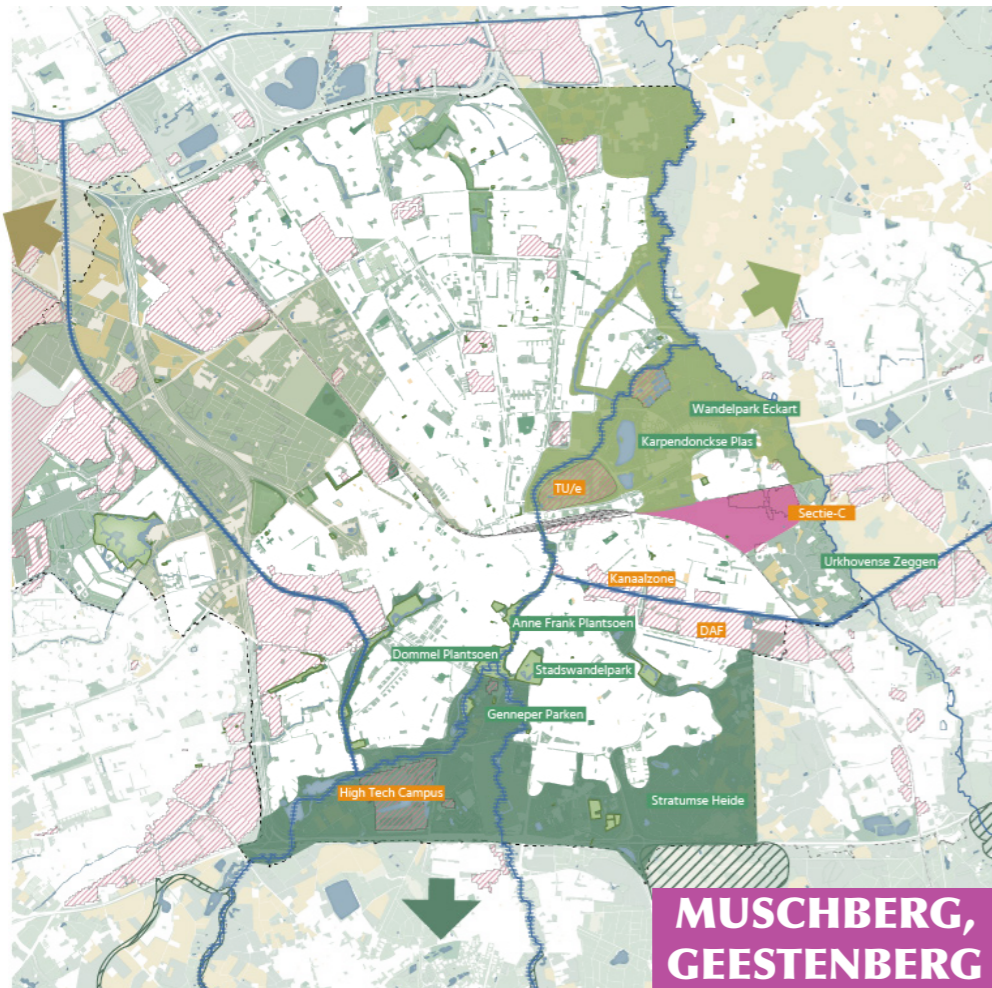 Wandelpark Eckart
Karpendonckse Plas
TU/e
Sectie-C
Urkhovense Zeggen
Kanaalzone
Anne Frank Plantsoen
DAF
Dommel Plantsoen
Stadswandelpark
Genneper Parken
High Tech Campus
Stratumse Heide
MUSCHBERG,
GEESTENBERG